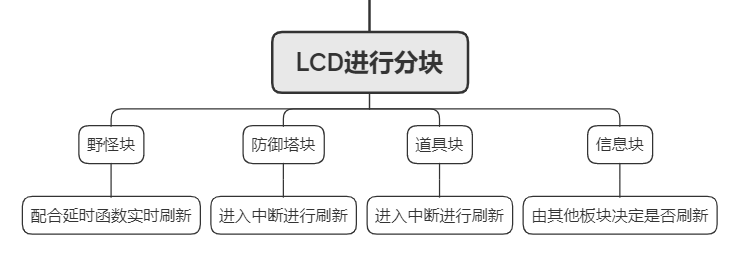 LCD进行分块
野怪块
防御塔块
道具块
信息块
配合延时函数实时刷新
进入中断进行刷新
进入中断进行刷新
由其他板块决定是否刷新